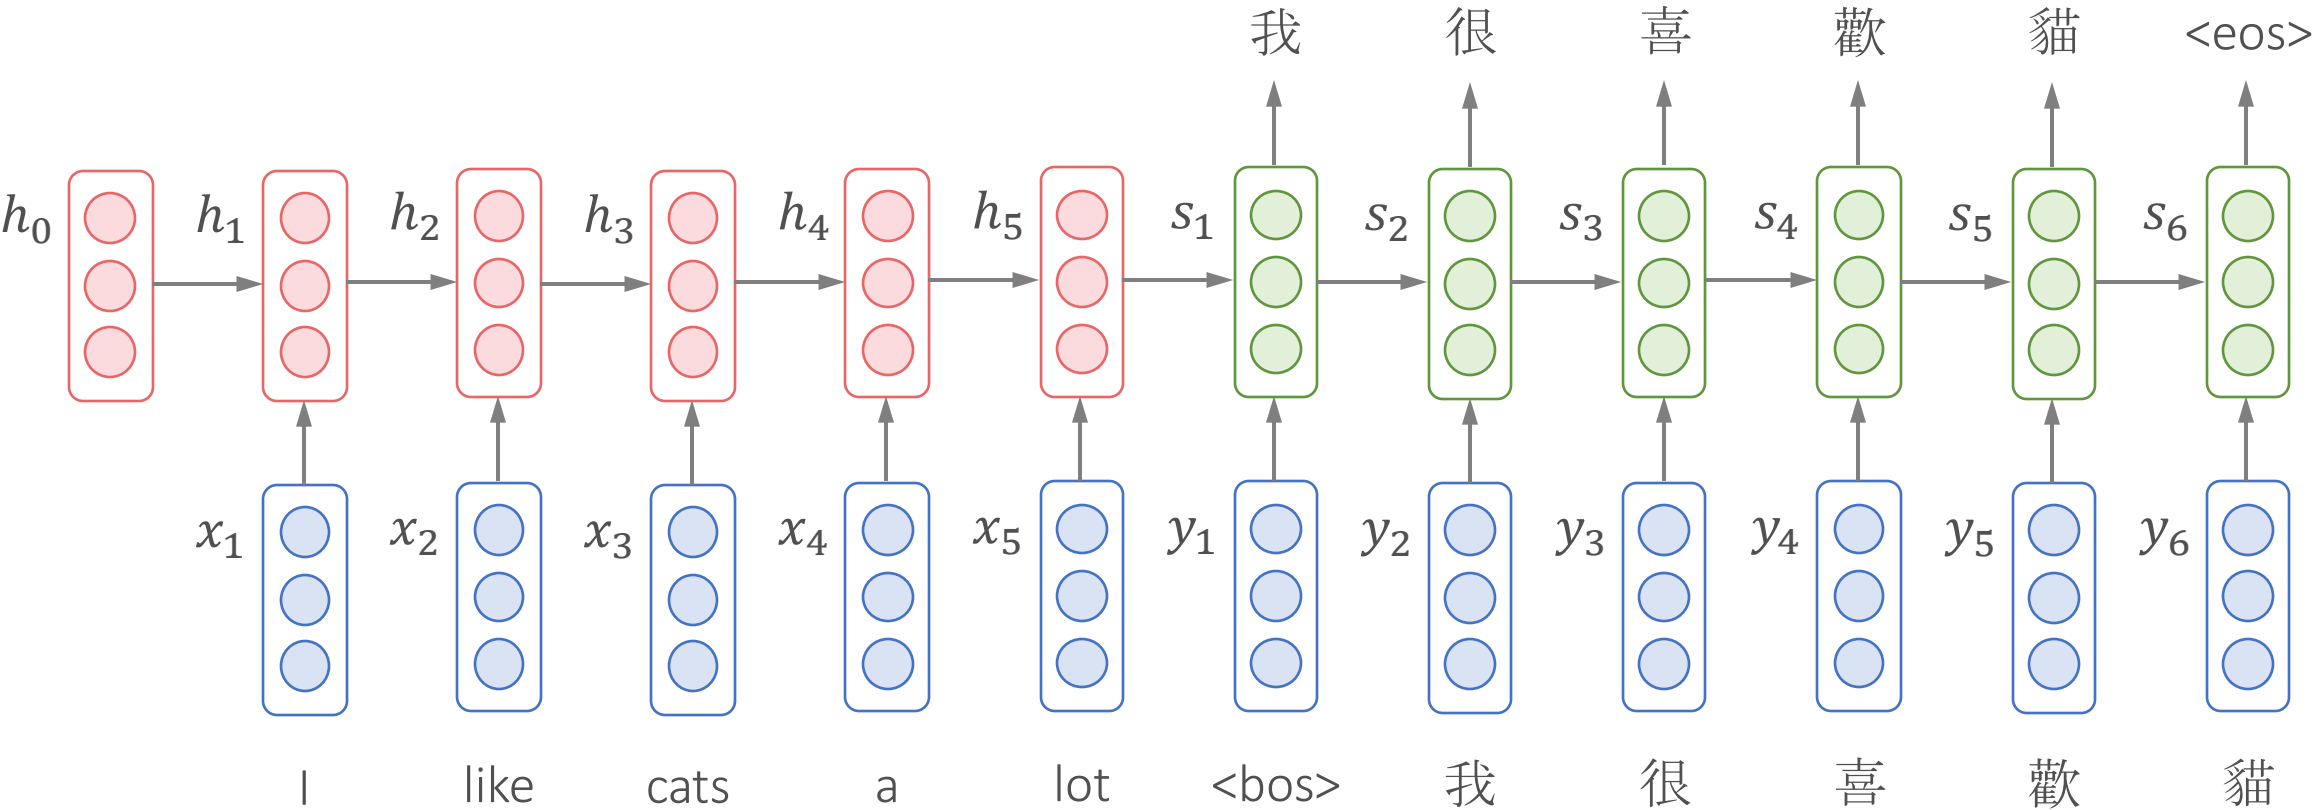 我 很 喜 歡 貓 <eos>
h₀ h₁ h₂ h₃ h₄ h₅ s₁ s₂ s₃ s₄ s₅ s₆
x₁ x₂ x₃ x₄ x₅ y₁ y₂ y₃ y₄ y₅ y₆
I like cats a lot <bos> 我 很 喜 歡 貓